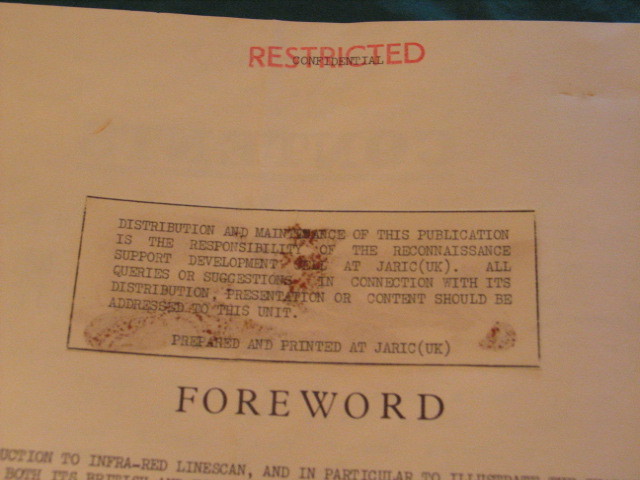 RESTRICTED
CONFIDENTIAL
DISTRIBUTION AND MAINTENANCE OF THIS PUBLICATION
IS THE RESPONSIBILITY OF THE RECONNAISSANCE
SUPPORT DEVELOPMENT CELL AT JARIC(UK). ALL
QUERIES OR SUGGESTIONS, IN CONNECTION WITH ITS
DISTRIBUTION, PRESENTATION OR CONTENT SHOULD BE
ADDRESSED TO THIS UNIT.
PREPARED AND PRINTED AT JARIC(UK)
FOREWORD
UCTION TO INFRA-RED LINESCAN, AND IN PARTICULAR TO ILLUSTRATE
BOTH ITS BRITISH